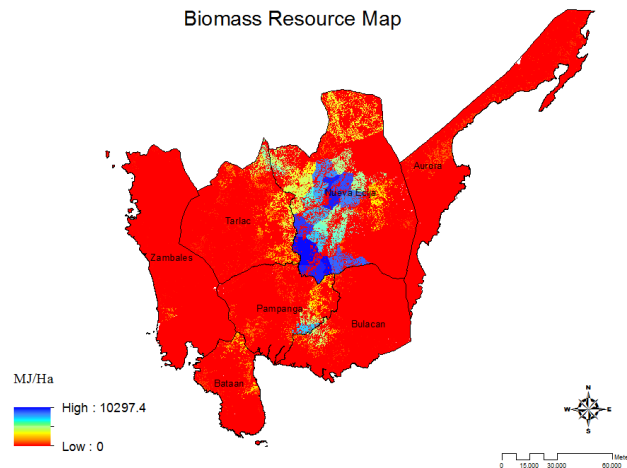 Biomass Resource Map
Aurora
Nueva Ecija
Tarlac
Zambales
Pampanga
Bulacan
Bataan
MJ/Ha
High : 10297.4
Low : 0
N
W E
S
Mete
0 15,000 30,000 60,000